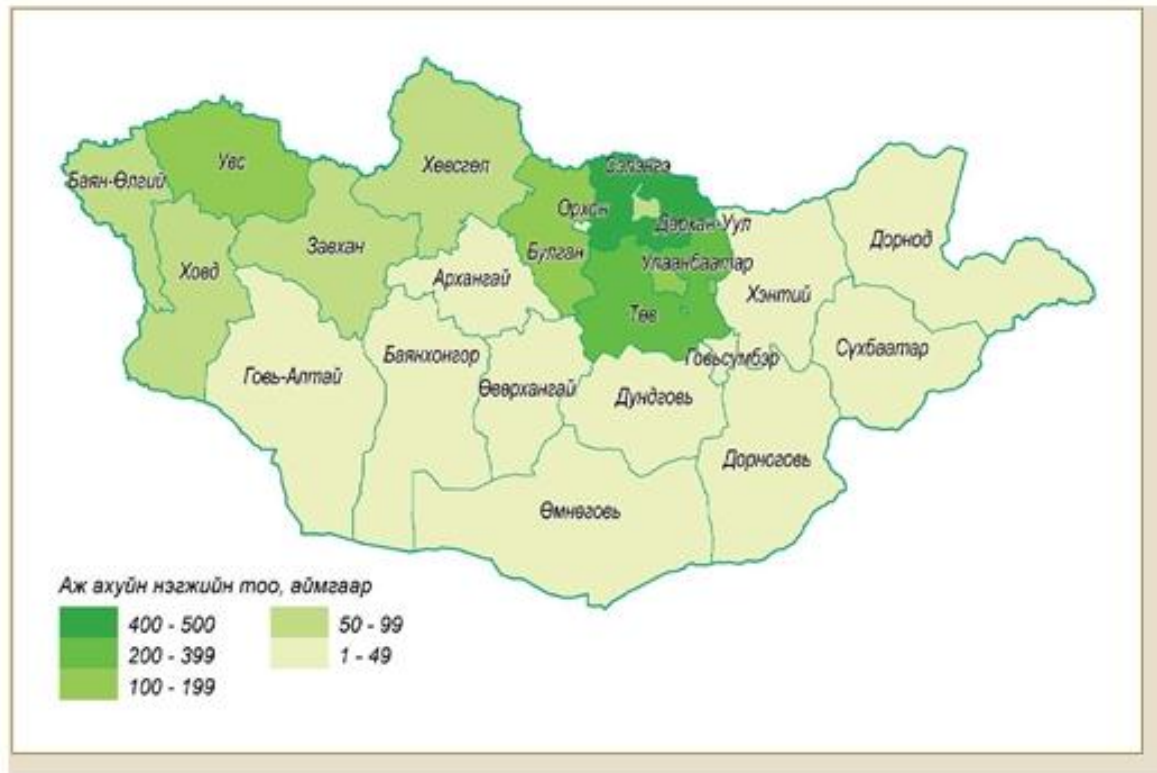 Сэлэнгэ
Увс
Хөвсгөл
Баян-Өлгий
Орхон
Дархан-Уул
Дорнод
Завхан
Булган
Улаанбаатар
Ховд
Архангай
Хэнтий
Төв
Баянхонгор
Говьсүмбэр
Сүхбаатар
Говь-Алтай
Өвөрхангай
Дундговь
Дорноговь
Өмнөговь
Аж ахуйн нэгжийн тоо, аймгаар
400 - 500
50 - 99
200 - 399
1 - 49
100 - 199